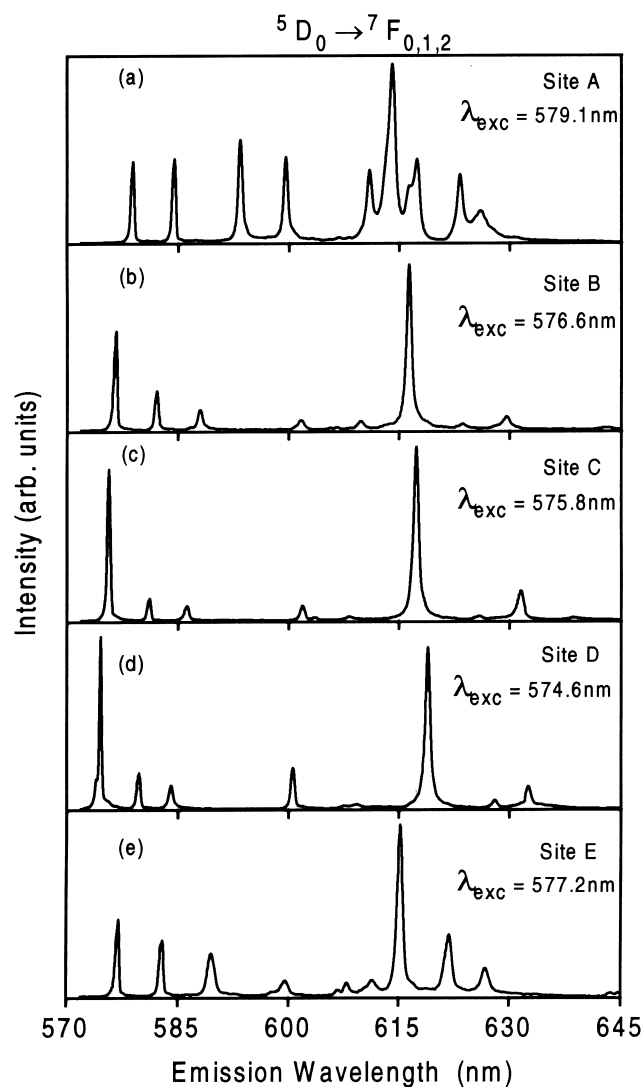 ⁵D₀ → ⁷F₀,₁,₂
(a)
Site A
λexc = 579.1nm
(b)
Site B
λexc = 576.6nm
(c)
Site C
λexc = 575.8nm
(d)
Site D
λexc = 574.6nm
(e)
Site E
λexc = 577.2nm
Intensity (arb. units)
570 585 600 615 630 645
Emission Wavelength (nm)